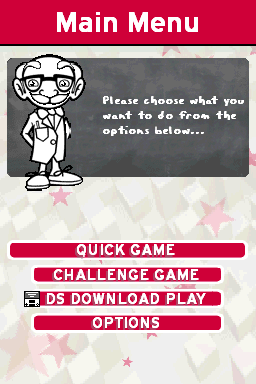 Main Menu
Please choose what you
want to do from the
options below...
QUICK GAME
CHALLENGE GAME
DS DOWNLOAD PLAY
OPTIONS